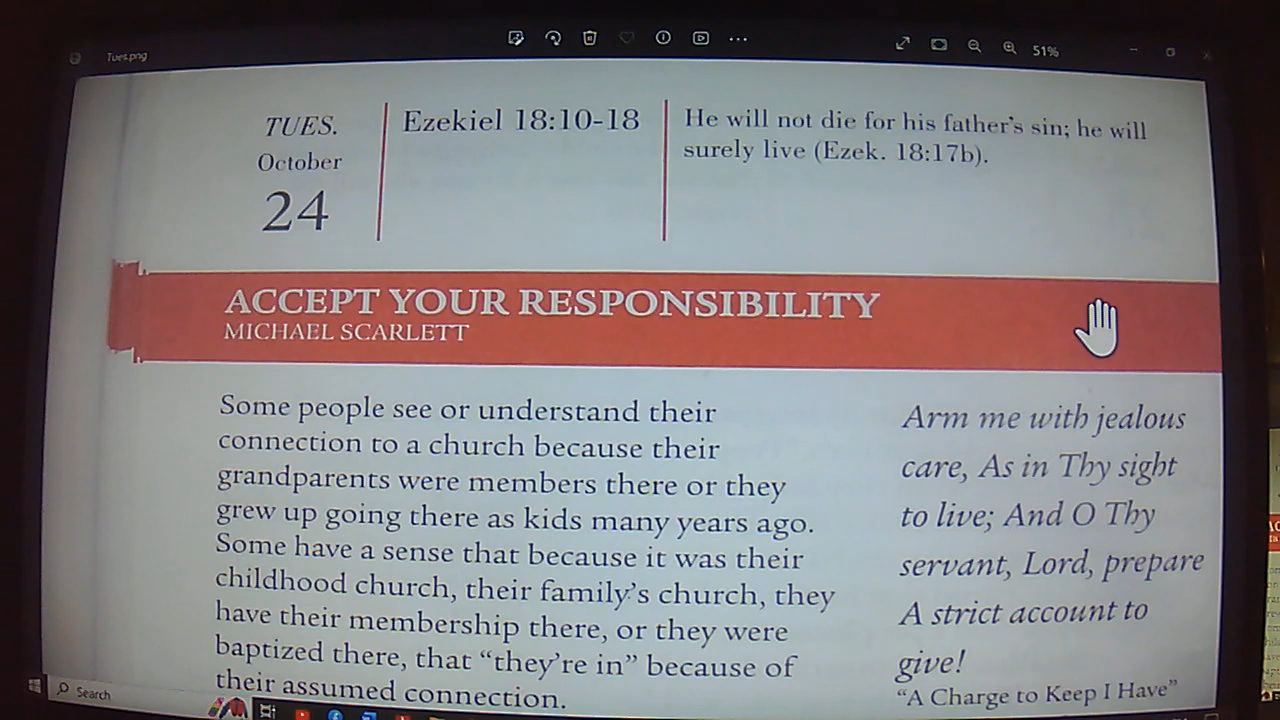 Tues.png
51%
TUES.
October
24
Ezekiel 18:10-18
He will not die for his father's sin; he will
surely live (Ezek. 18:17b).
ACCEPT YOUR RESPONSIBILITY
MICHAEL SCARLETT
Some people see or understand their
connection to a church because their
grandparents were members there or they
grew up going there as kids many years ago.
Some have a sense that because it was their
childhood church, their family's church, they
have their membership there, or they were
baptized there, that "they're in" because of
their assumed connection.
Arm me with jealous
care, As in Thy sight
to live; And O Thy
servant, Lord, prepare
A strict account to
give!
"A Charge to Keep I Have"
Search